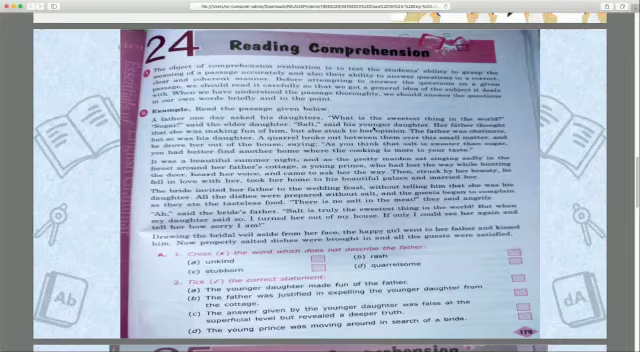 24 Reading Comprehension
The object of comprehension evaluation is to test the students' ability to grasp the
meaning of a passage accurately and also their ability to answer questions in a correct,
clear and coherent manner. Before attempting to answer the questions on a given
passage, we should read it carefully so that we get a general idea of the subject it deals
with. When we have understood the passage thoroughly, we should answer the questions
in our own words briefly and to the point.
Example. Read the passage given below.
A father one day asked his daughters, "What is the sweetest thing in the world?"
"Sugar!" said the elder daughter. "Salt," said his younger daughter. Her father thought
that she was making fun of him, but she stuck to her opinion. The father was obstinate,
but so was his daughter. A quarrel broke out between them over this small matter, and
he drove her out of the house, saying: "As you think that salt is sweeter than sugar,
you had better find another home where the cooking is more to your taste."
It was a beautiful summer night, and as the pretty maiden sat singing sadly in the
forest around her father's cottage, a young prince, who had lost the way while hunting
the deer, heard her voice, and came to ask her the way. Then, struck by her beauty, he
fell in love with her, took her home to his beautiful palace and married her.
The bride invited her father to the wedding feast, without telling him that she was his
daughter. All the dishes were prepared without salt, and the guests began to complain
as they ate the tasteless food. "There is no salt in the meat!" they said angrily.
"Ah," said the bride's father. "Salt is truly the sweetest thing in the world! But when
my daughter said so, I turned her out of my house. If only I could see her again and
tell her how sorry I am!"
Drawing the bridal veil aside from her face, the happy girl went to her father and kissed
him. Now properly salted dishes were brought in and all the guests were satisfied.
A. 1. Cross (x) the word which does not describe the father:
(a) unkind (b) rash
(c) stubborn (d) quarrelsome
2. Tick (✓) the correct statement:
(a) The younger daughter made fun of the father.
(b) The father was justified in expelling the younger daughter from
the cottage.
(c) The answer given by the younger daughter was false at the
superficial level but revealed a deeper truth.
(d) The young prince was moving around in search of a bride.
179